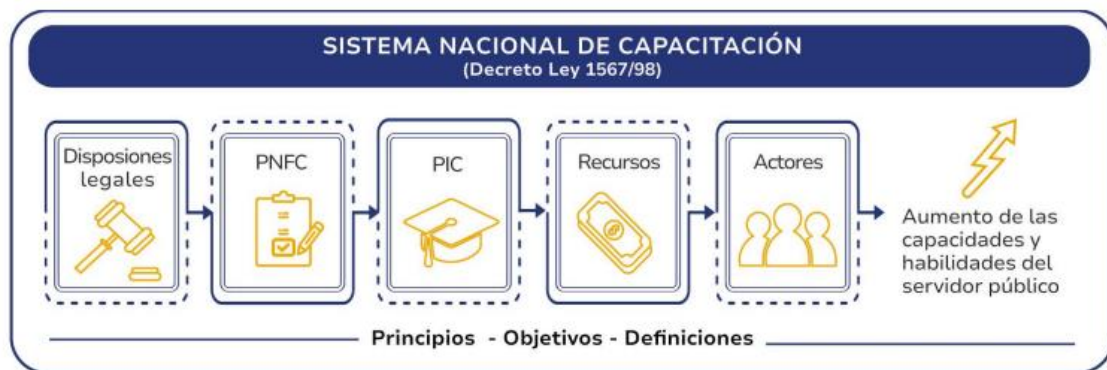 SISTEMA NACIONAL DE CAPACITACIÓN
(Decreto Ley 1567/98)
Disposiones
legales
PNFC
PIC
Recursos
Actores
Aumento de las
capacidades y
habilidades del
servidor público
Principios - Objetivos - Definiciones